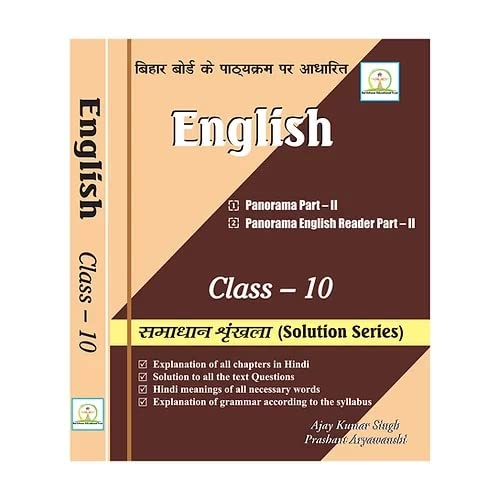 बिहार बोर्ड के पाठ्यक्रम पर आधारित
English
1 Panorama Part – II
2 Panorama English Reader Part – II
Class – 10
समाधान शृंखला (Solution Series)
Explanation of all chapters in Hindi
Solution to all the text Questions
Hindi meanings of all necessary words
Explanation of grammar according to the syllabus
Ajay Kumar Singh
Prashant Aryawanshi
English
Class – 10